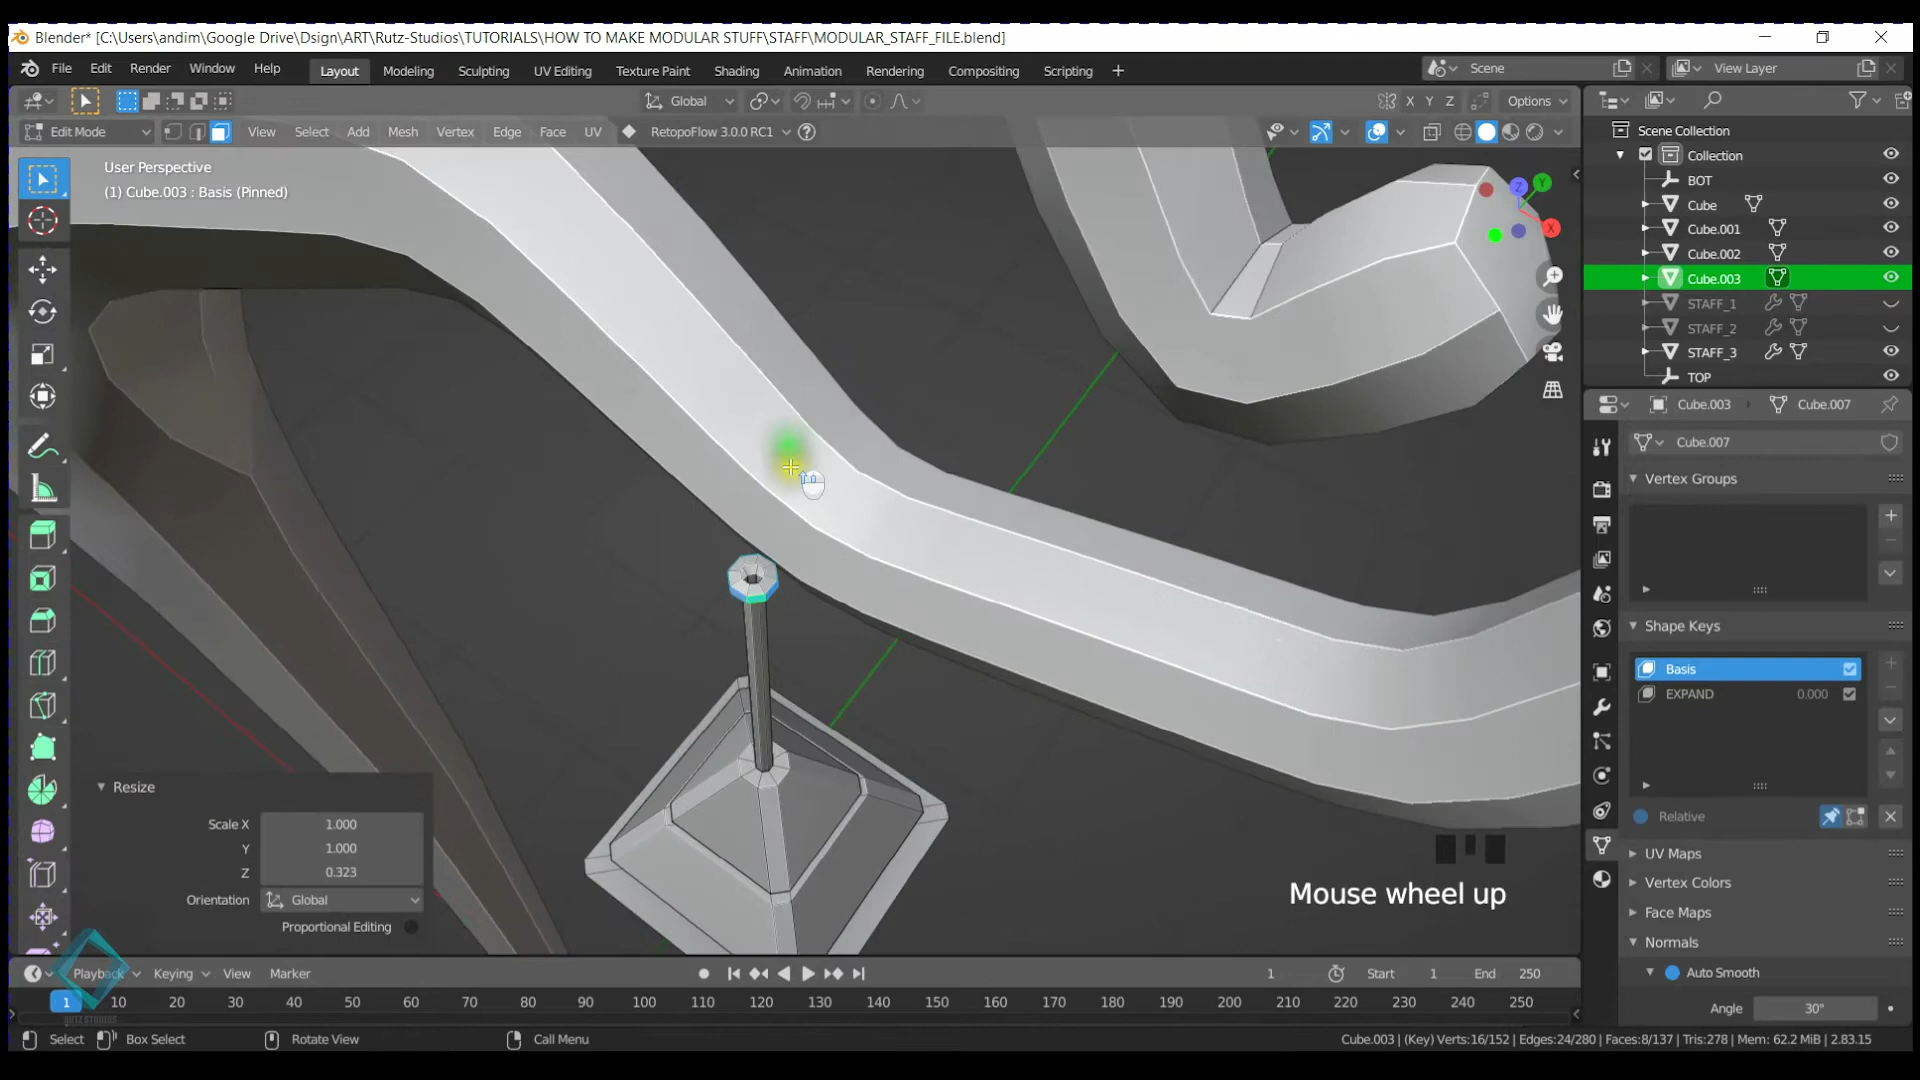 Blender* [C:\Users\andim\Google Drive\Dsign\ART\Rutz-Studios\TUTORIALS\HOW TO MAKE MODULAR STUFF\STAFF\MODULAR_STAFF_FILE.blend]
File Edit Render Window Help Layout Modeling Sculpting UV Editing Texture Paint Shading Animation Rendering Compositing Scripting + Scene View Layer
Global X Y Z Options
Edit Mode View Select Add Mesh Vertex Edge Face UV RetopoFlow 3.0.0 RC1
User Perspective
(1) Cube.003 : Basis (Pinned)
Z Y X
Scene Collection
Collection
BOT
Cube
Cube.001
Cube.002
Cube.003
STAFF_1
STAFF_2
STAFF_3
TOP
Cube.003 > Cube.007
Cube.007
Vertex Groups
Shape Keys
Basis
EXPAND 0.000
Relative
UV Maps
Vertex Colors
Face Maps
Normals
Auto Smooth
Angle 30°
Resize
Scale X 1.000
Y 1.000
Z 0.323
Orientation Global
Proportional Editing
Mouse wheel up
Playback Keying View Marker 1 Start 1 End 250
1 10 20 30 40 50 60 70 80 90 100 110 120 130 140 150 160 170 180 190 200 210 220 230 240 250
RUTZ STUDIOS
Select Box Select Rotate View Call Menu Cube.003 | (Key) Verts:16/152 | Edges:24/280 | Faces:8/137 | Tris:278 | Mem: 62.2 MiB | 2.83.15